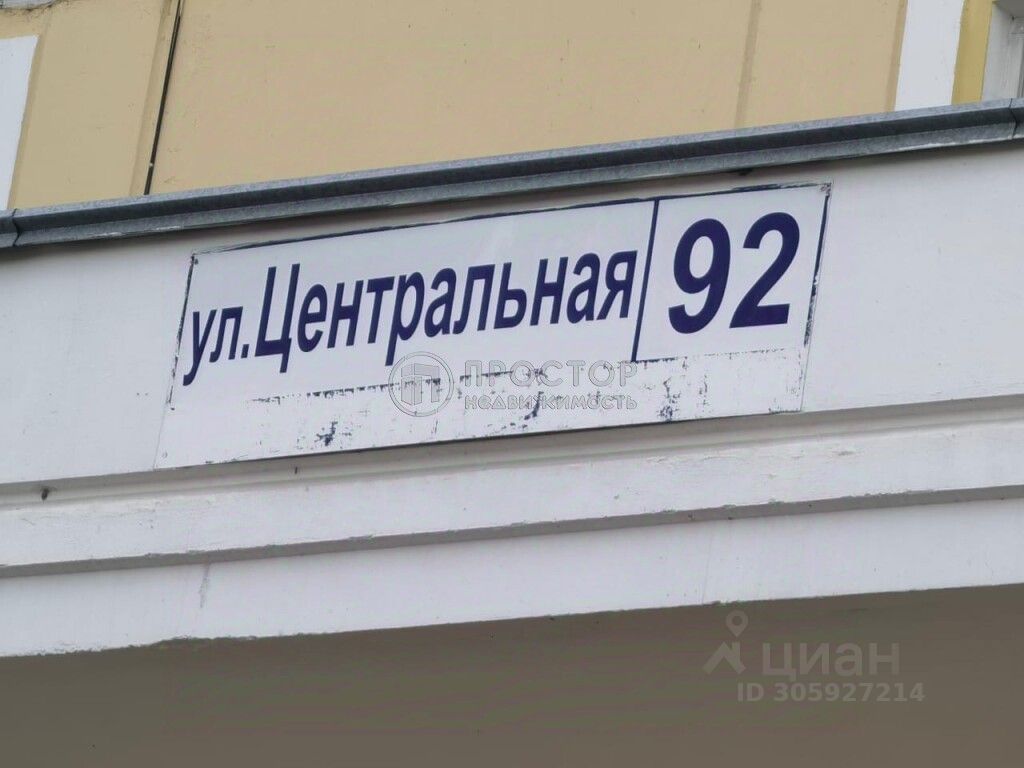 ул.Центральная 92
ПРОСТОР
НЕДВИЖИМОСТЬ
циан
ID 305927214